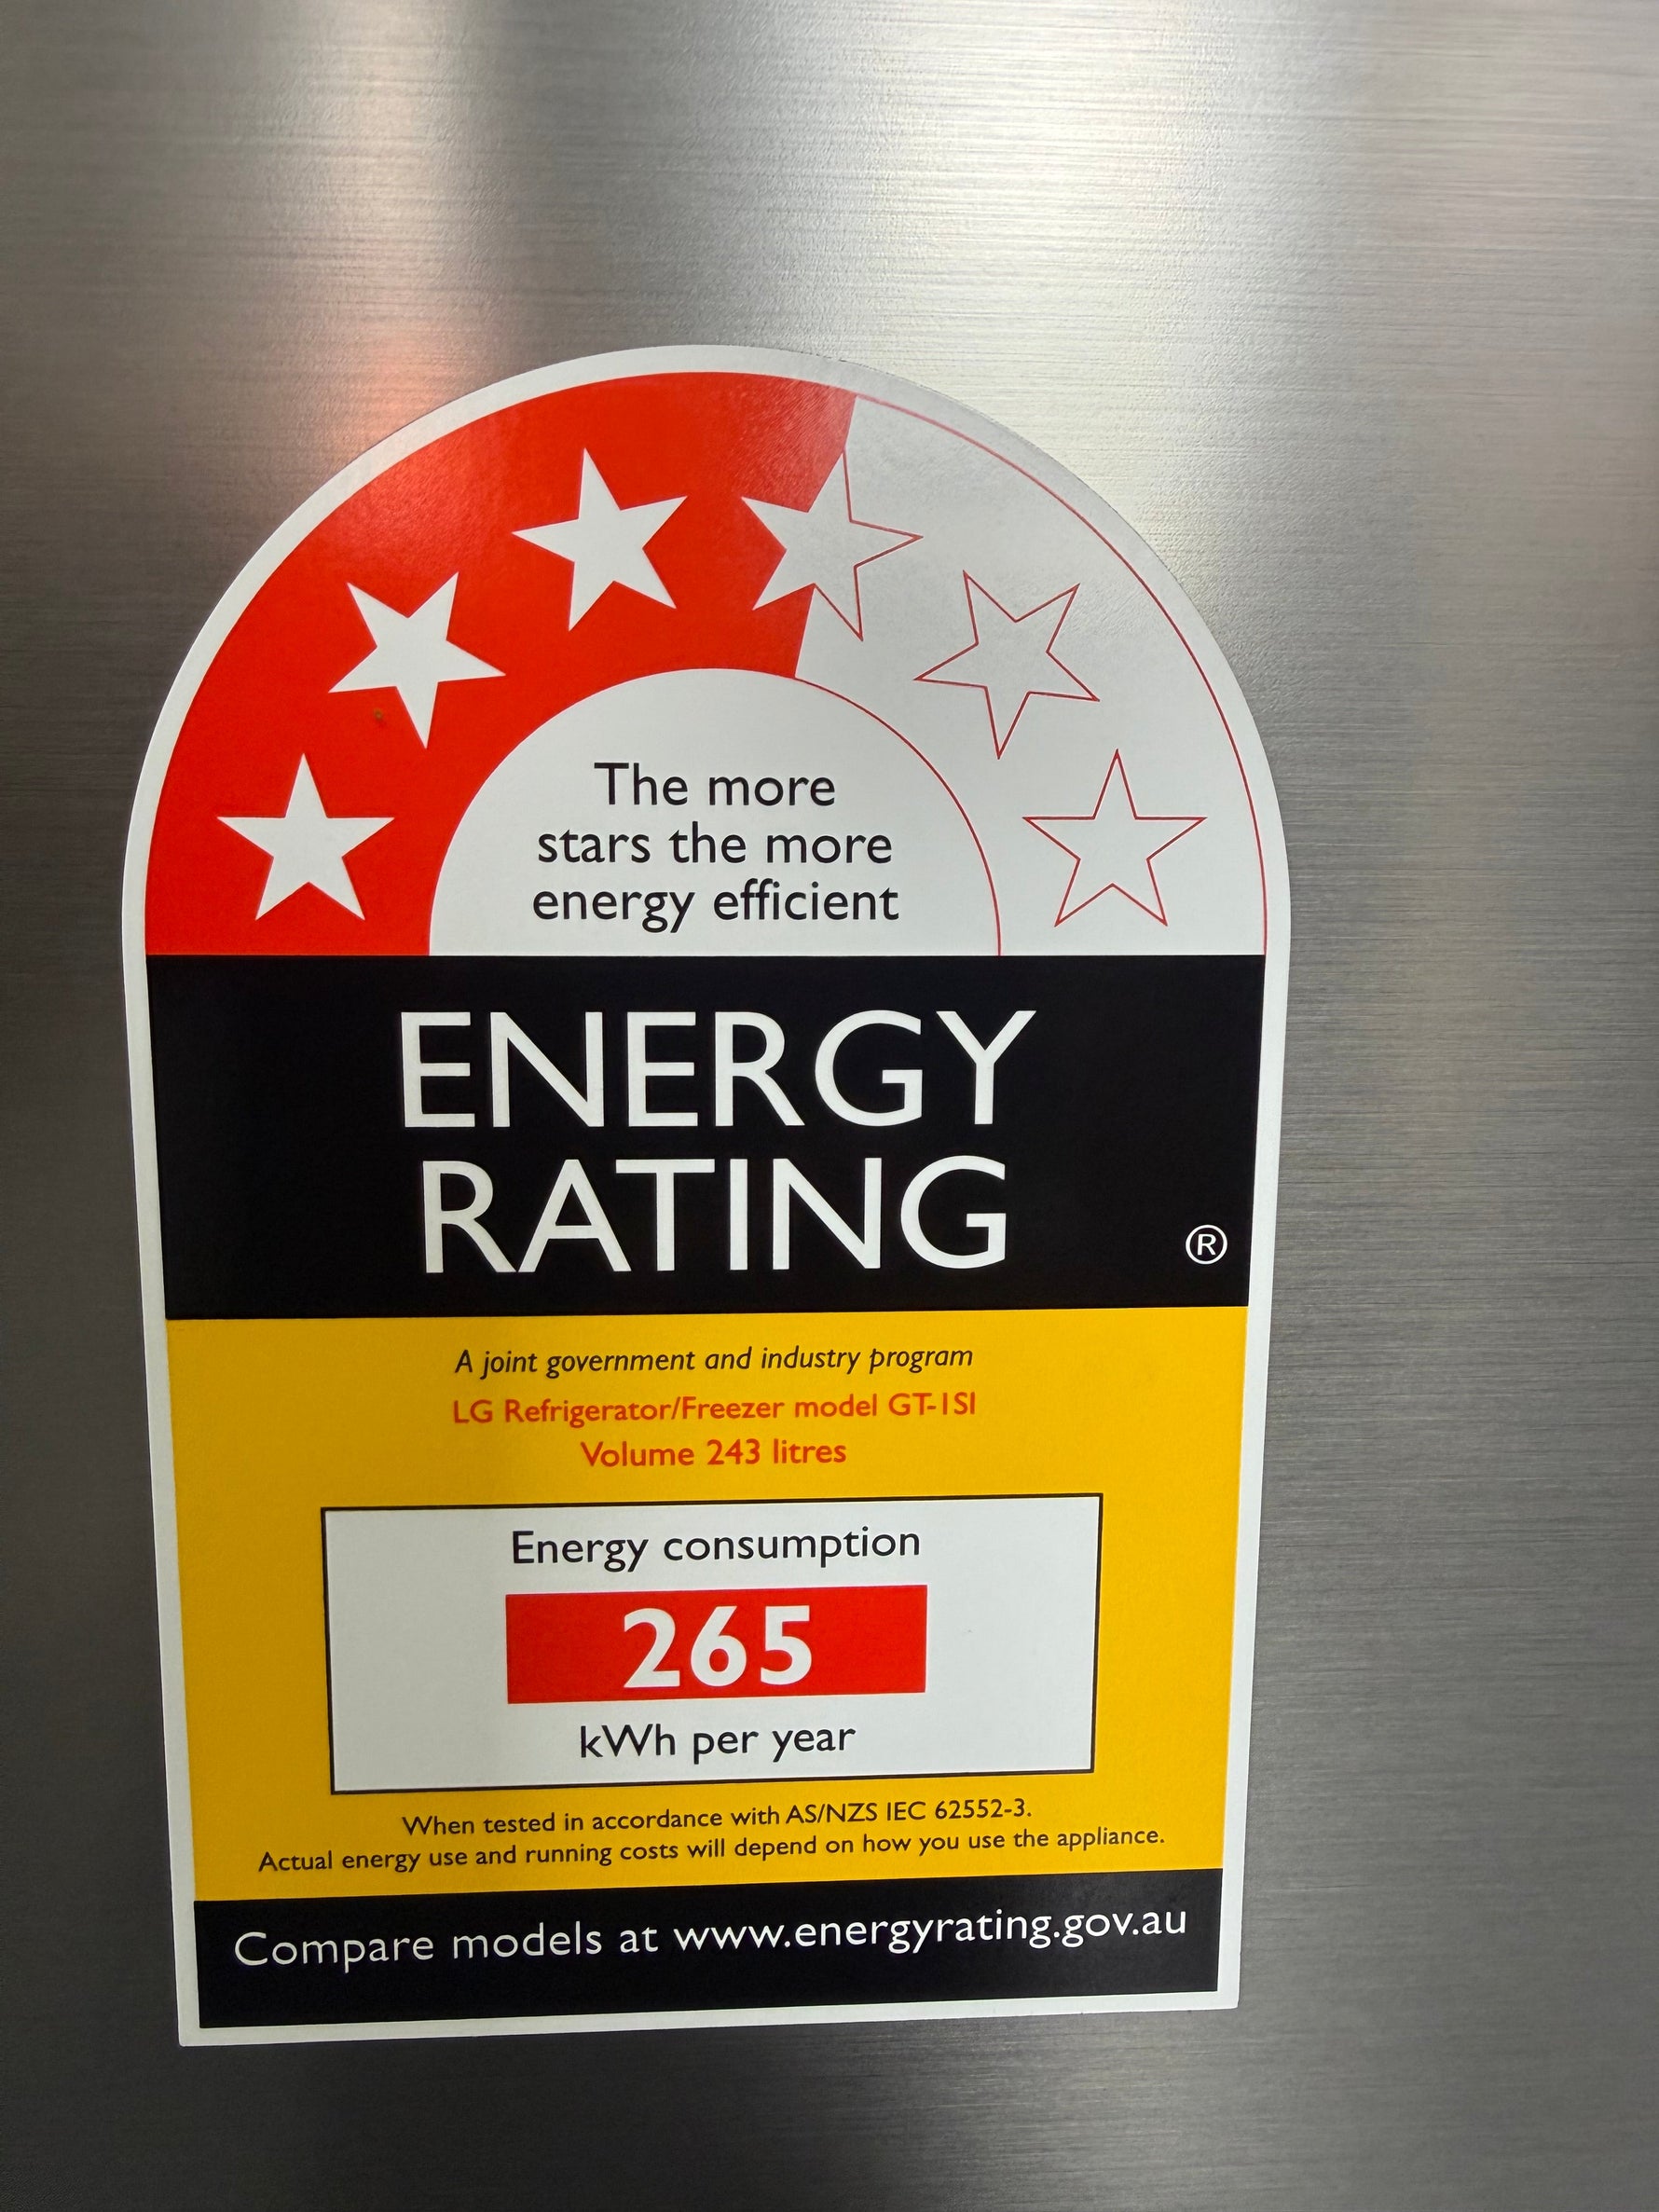 The more
stars the more
energy efficient
ENERGY
RATING
®
A joint government and industry program
LG Refrigerator/Freezer model GT-1SI
Volume 243 litres
Energy consumption
265
kWh per year
When tested in accordance with AS/NZS IEC 62552-3.
Actual energy use and running costs will depend on how you use the appliance.
Compare models at www.energyrating.gov.au